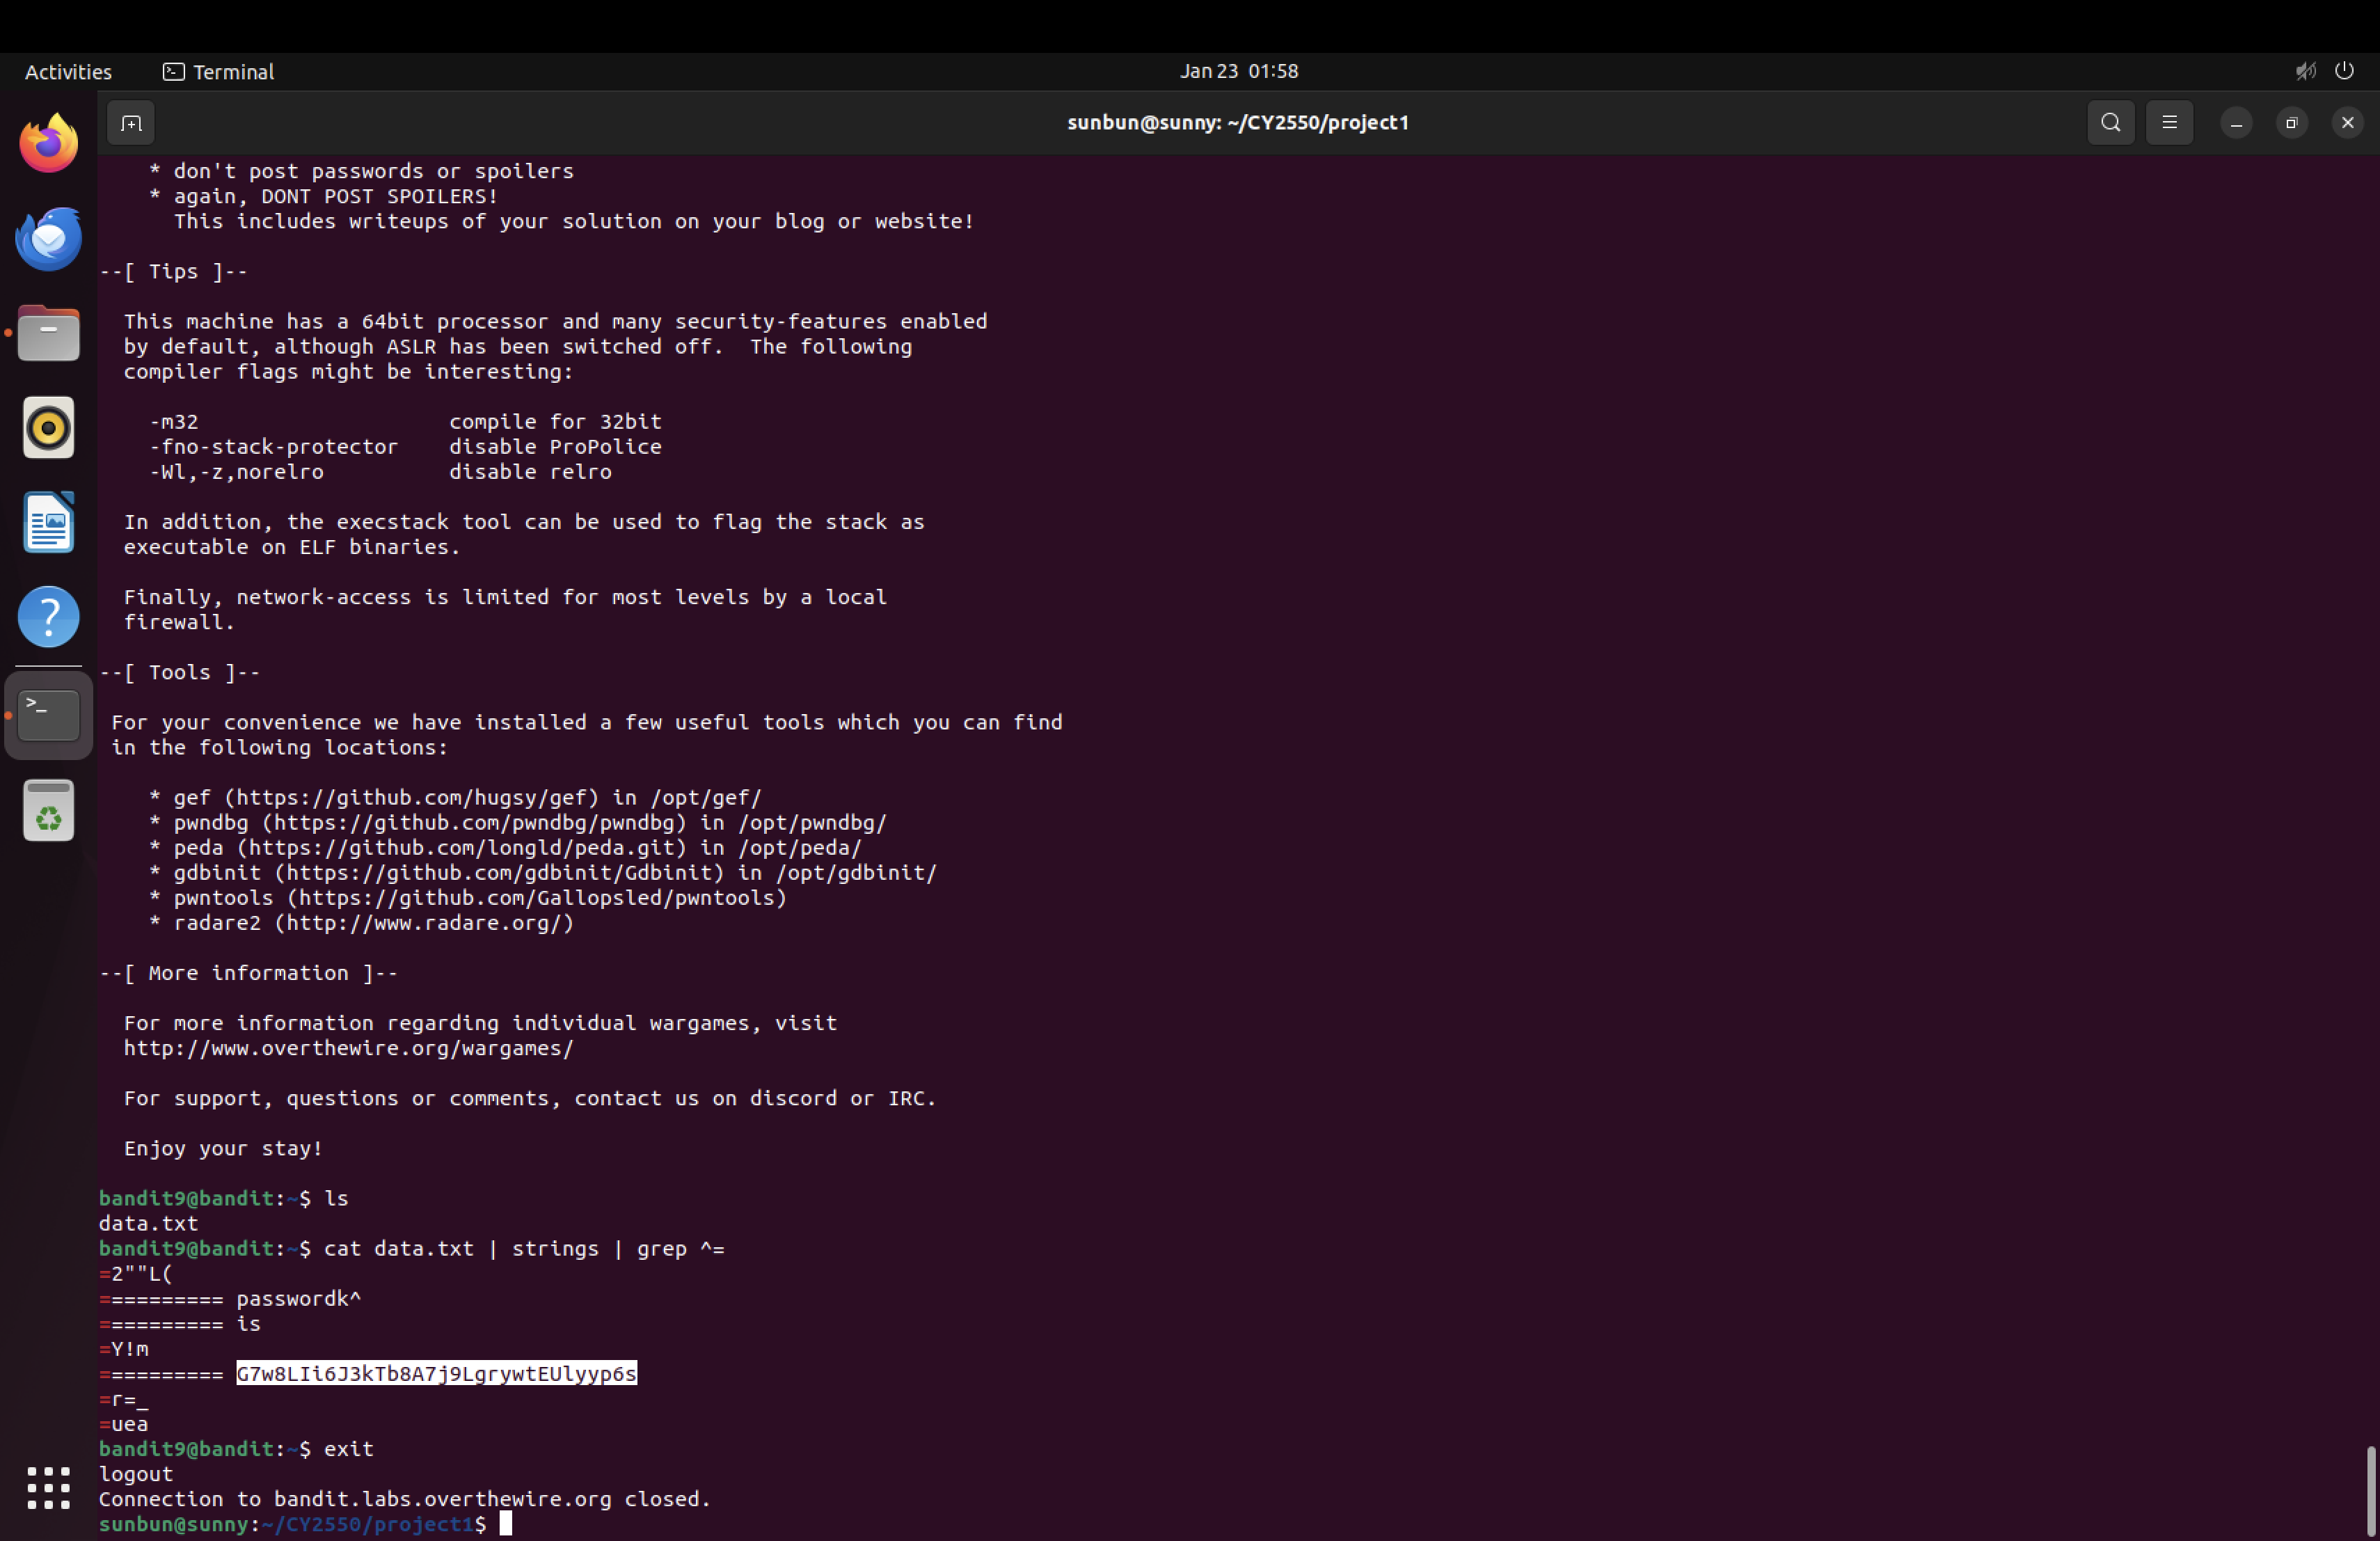 Activities Terminal Jan 23 01:58
sunbun@sunny: ~/CY2550/project1
* don't post passwords or spoilers
* again, DONT POST SPOILERS!
This includes writeups of your solution on your blog or website!
--[ Tips ]--
This machine has a 64bit processor and many security-features enabled
by default, although ASLR has been switched off.  The following
compiler flags might be interesting:
-m32                    compile for 32bit
-fno-stack-protector    disable ProPolice
-Wl,-z,norelro          disable relro
In addition, the execstack tool can be used to flag the stack as
executable on ELF binaries.
Finally, network-access is limited for most levels by a local
firewall.
--[ Tools ]--
For your convenience we have installed a few useful tools which you can find
in the following locations:
* gef (https://github.com/hugsy/gef) in /opt/gef/
* pwndbg (https://github.com/pwndbg/pwndbg) in /opt/pwndbg/
* peda (https://github.com/longld/peda.git) in /opt/peda/
* gdbinit (https://github.com/gdbinit/Gdbinit) in /opt/gdbinit/
* pwntools (https://github.com/Gallopsled/pwntools)
* radare2 (http://www.radare.org/)
--[ More information ]--
For more information regarding individual wargames, visit
http://www.overthewire.org/wargames/
For support, questions or comments, contact us on discord or IRC.
Enjoy your stay!
bandit9@bandit:~$ ls
data.txt
bandit9@bandit:~$ cat data.txt | strings | grep ^=
=2""L(
========== passwordk^
========== is
=Y!m
========== G7w8LIi6J3kTb8A7j9LgrywtEUlyyp6s
=r=_
=uea
bandit9@bandit:~$ exit
logout
Connection to bandit.labs.overthewire.org closed.
sunbun@sunny:~/CY2550/project1$